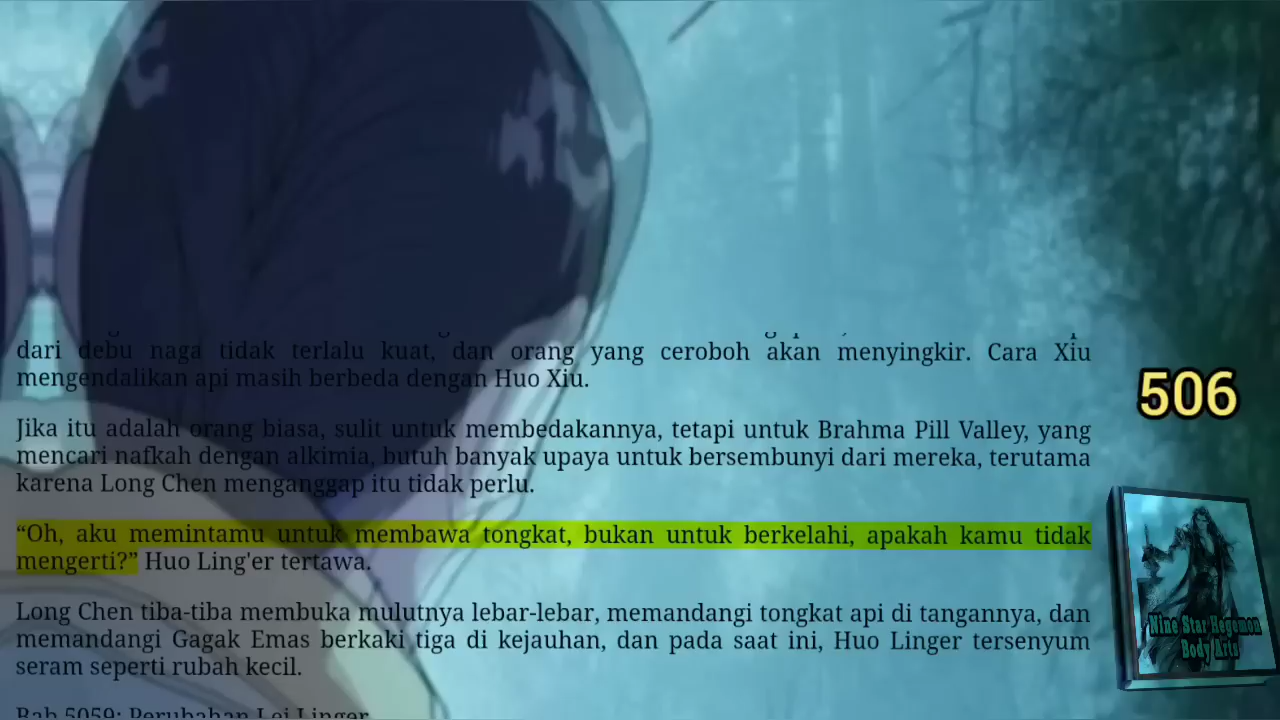 dari debu naga tidak terlalu kuat, dan orang yang ceroboh akan menyingkir. Cara Xiu
mengendalikan api masih berbeda dengan Huo Xiu.
Jika itu adalah orang biasa, sulit untuk membedakannya, tetapi untuk Brahma Pill Valley, yang
mencari nafkah dengan alkimia, butuh banyak upaya untuk bersembunyi dari mereka, terutama
karena Long Chen menganggap itu tidak perlu.
“Oh, aku memintamu untuk membawa tongkat, bukan untuk berkelahi, apakah kamu tidak
mengerti?” Huo Ling'er tertawa.
Long Chen tiba-tiba membuka mulutnya lebar-lebar, memandangi tongkat api di tangannya, dan
memandangi Gagak Emas berkaki tiga di kejauhan, dan pada saat ini, Huo Linger tersenyum
seram seperti rubah kecil.
Bab 5059: Perubahan Lei Linger
506
Nine Star Hegemon
Body Arts